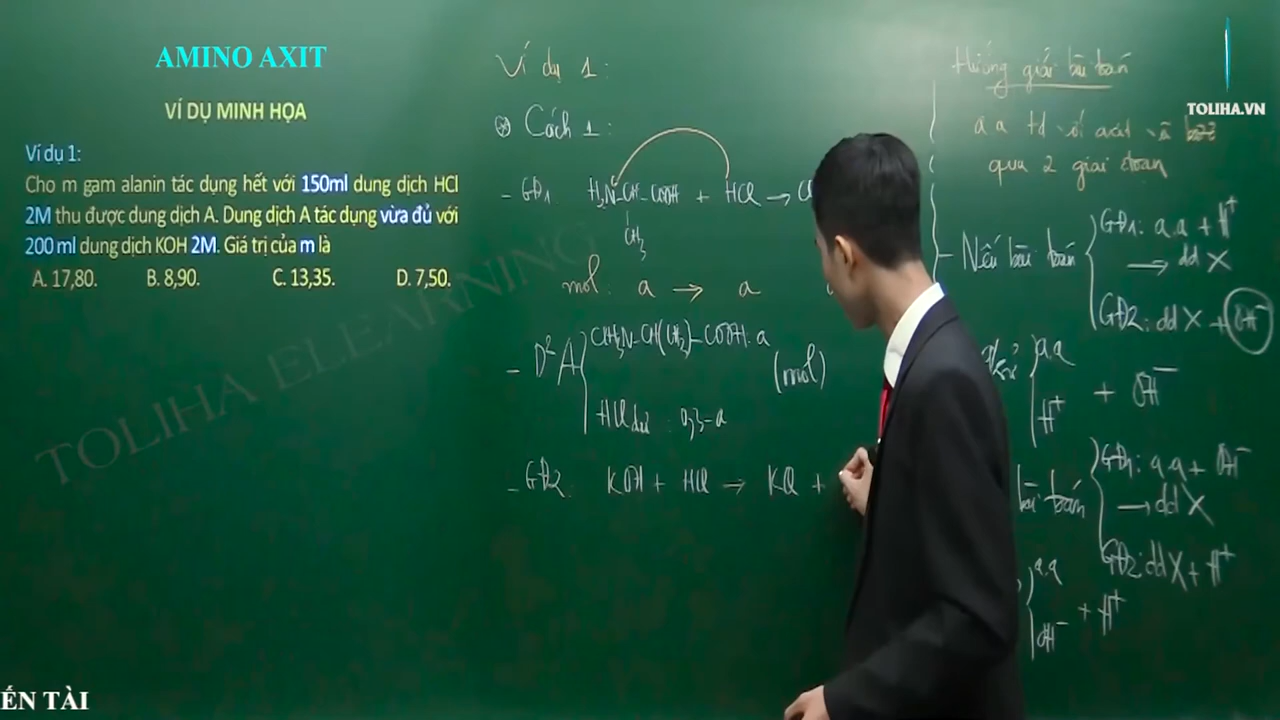 AMINO AXIT
VÍ DỤ MINH HỌA
Ví dụ 1:
Cho m gam alanin tác dụng hết với 150ml dung dịch HCl
2M thu được dung dịch A. Dung dịch A tác dụng vừa đủ với
200 ml dung dịch KOH 2M. Giá trị của m là
A. 17,80. B. 8,90. C. 13,35. D. 7,50.
TOLIHA ELEARNING
ẾN TÀI
Ví dụ 1:
Cách 1:
- GĐ1: H₂N-CH-COOH + HCl →
CH₃
mol: a → a
- D² A ClH₃N-CH(CH₃)-COOH: a
(mol)
HCl dư : 0,3-a
- GĐ2: KOH + HCl → KCl +
Hướng giải bài toán
qua 2 giai đoạn
- Nếu bài toán
GĐ1: a.a + H⁺
→ dd X
GĐ2: dd X + OH⁻
a.a
H⁺ + OH⁻
bài toán
GĐ1: a.a + OH⁻
→ dd X
GĐ2: dd X + H⁺
a.a
OH⁻ + H⁺
TOLIHA.VN